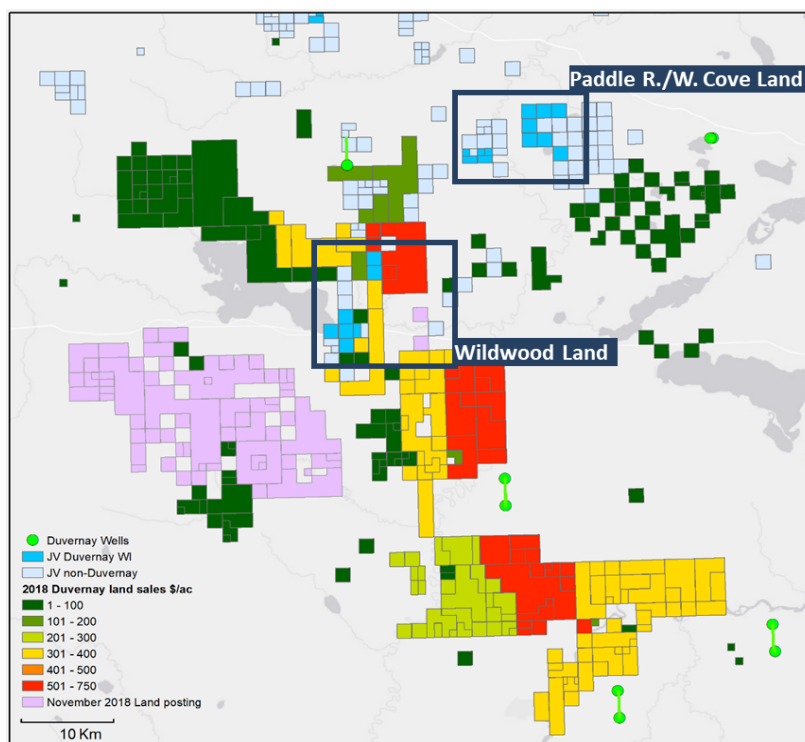 Paddle R./W. Cove Land
Wildwood Land
Duvernay Wells
JV Duvernay WI
JV non-Duvernay
2018 Duvernay land sales $/ac
1 - 100
101 - 200
201 - 300
301 - 400
401 - 500
501 - 750
November 2018 Land posting
10 Km